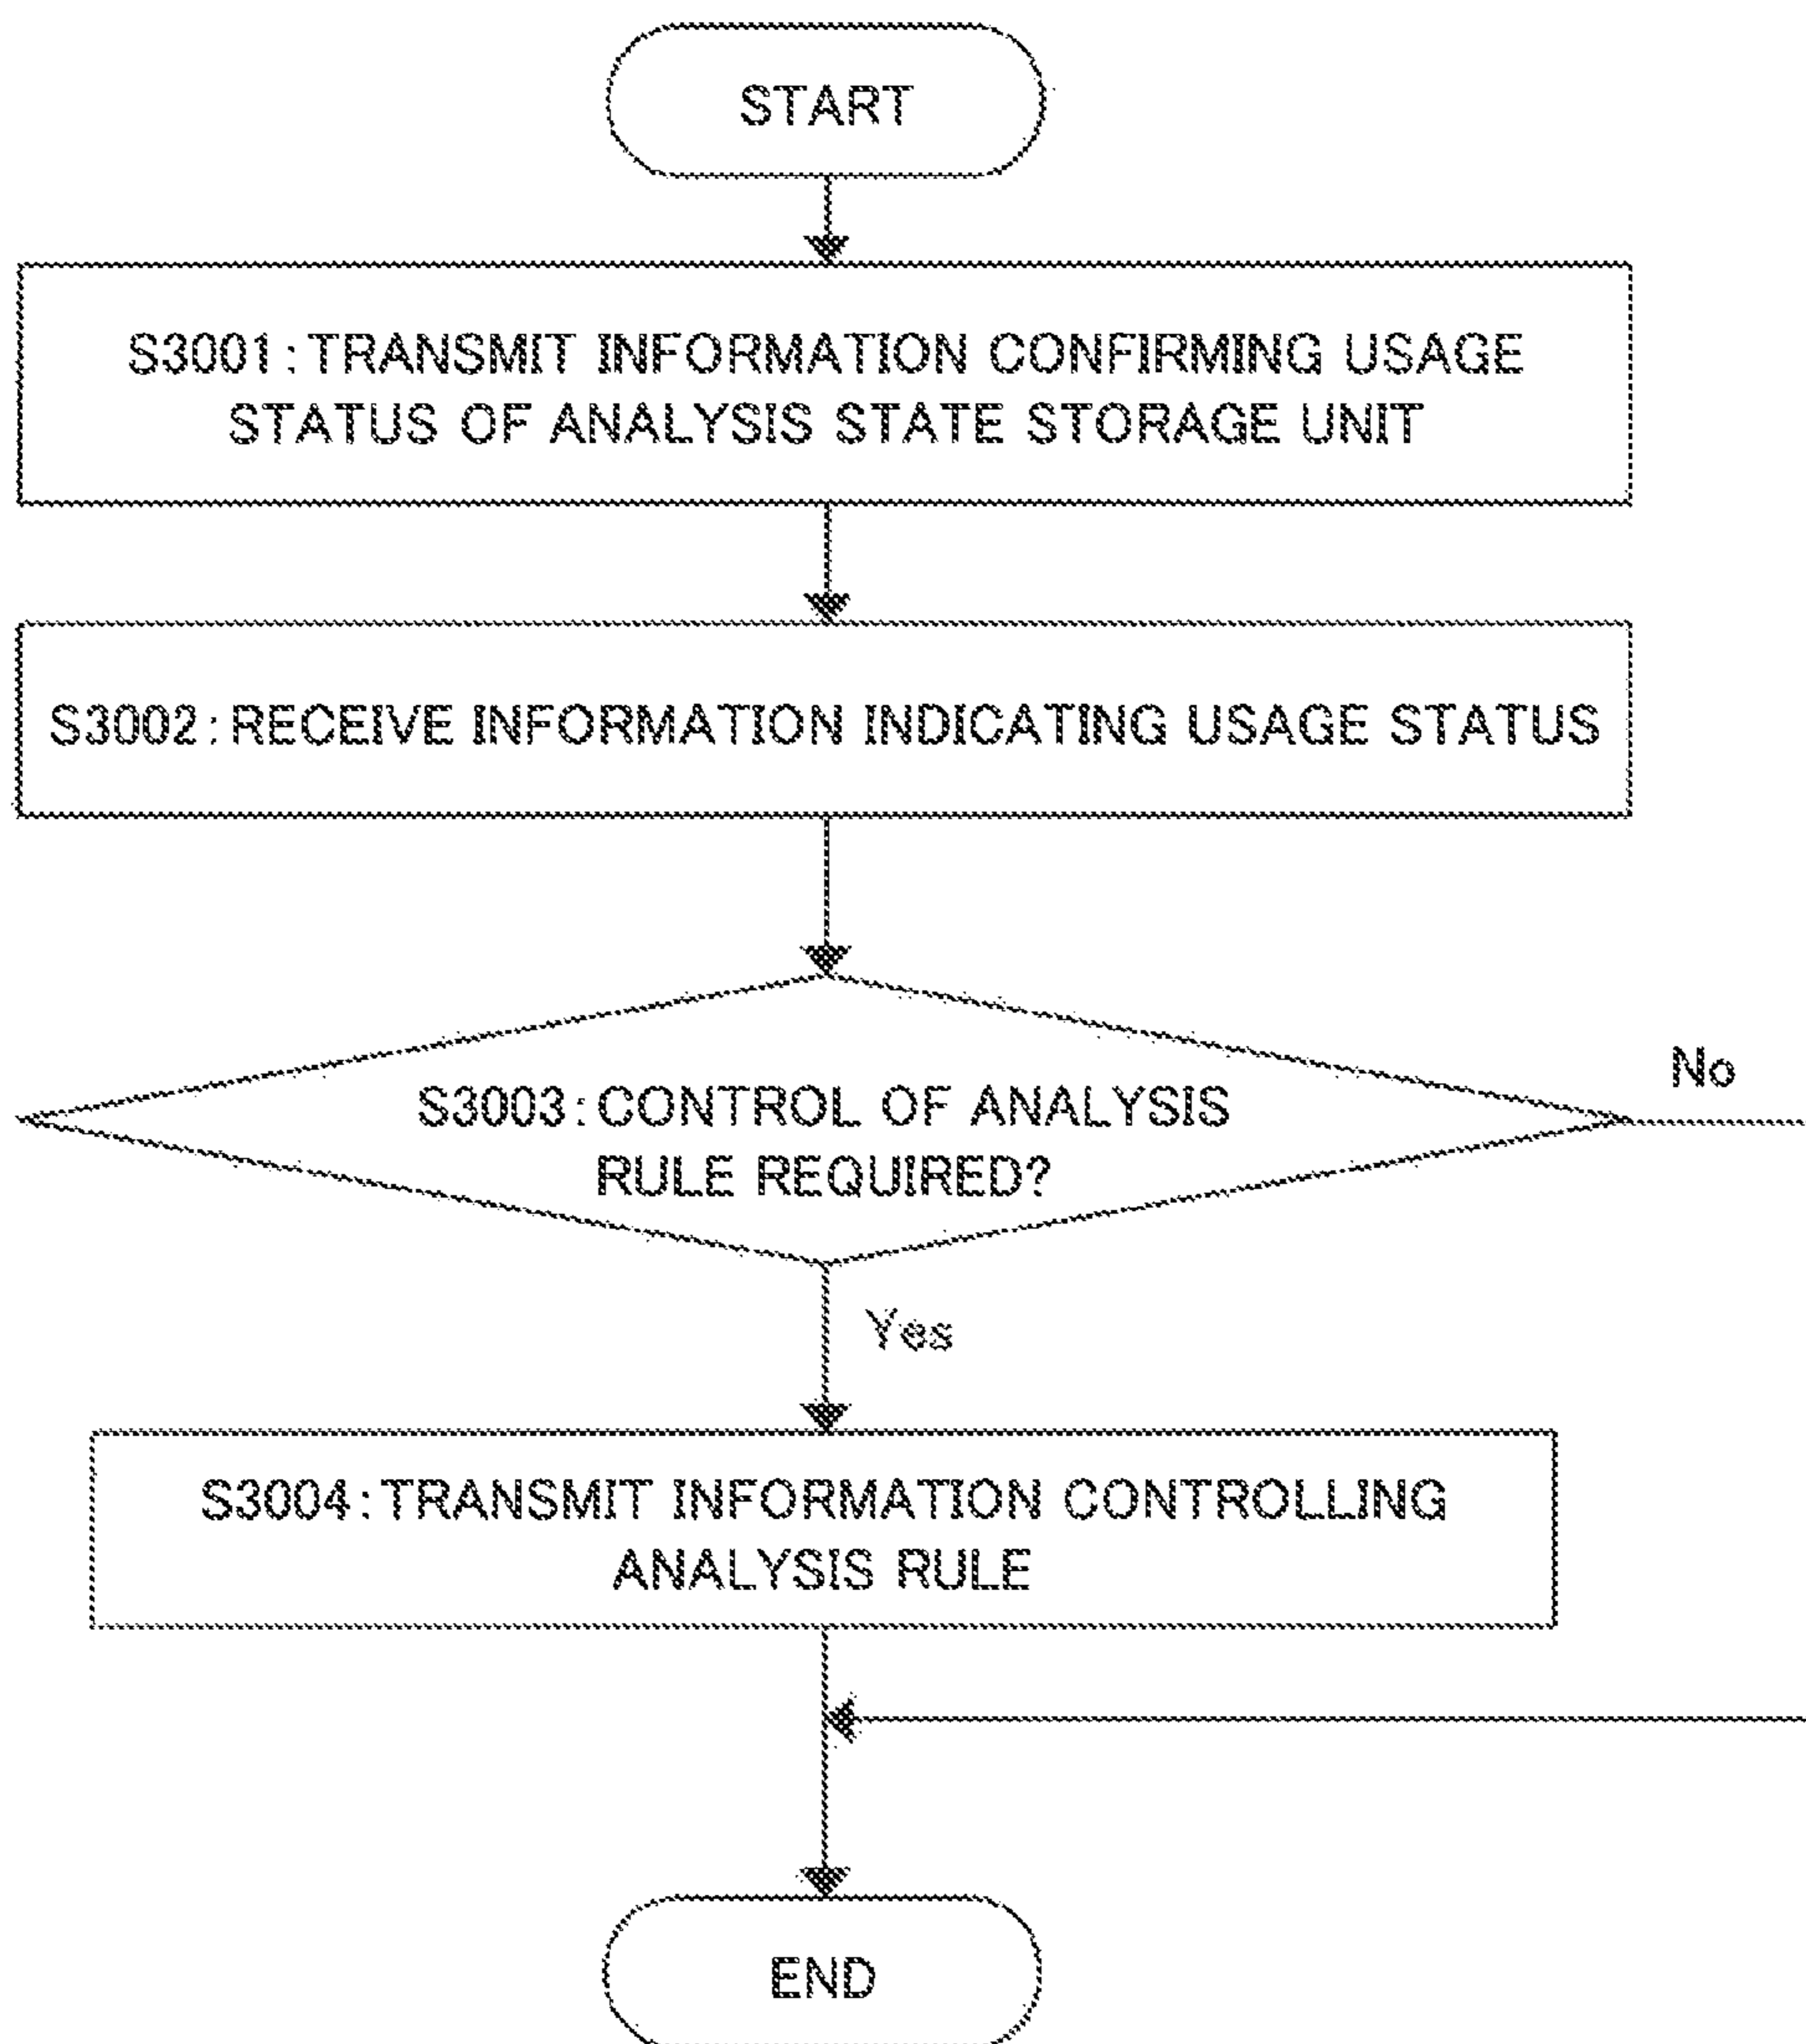 START
S3001:TRANSMIT INFORMATION CONFIRMING USAGE
STATUS OF ANALYSIS STATE STORAGE UNIT
S3002:RECEIVE INFORMATION INDICATING USAGE STATUS
No
S3003:CONTROL OF ANALYSIS
RULE REQUIRED?
Yes
S3004:TRANSMIT INFORMATION CONTROLLING
ANALYSIS RULE
END